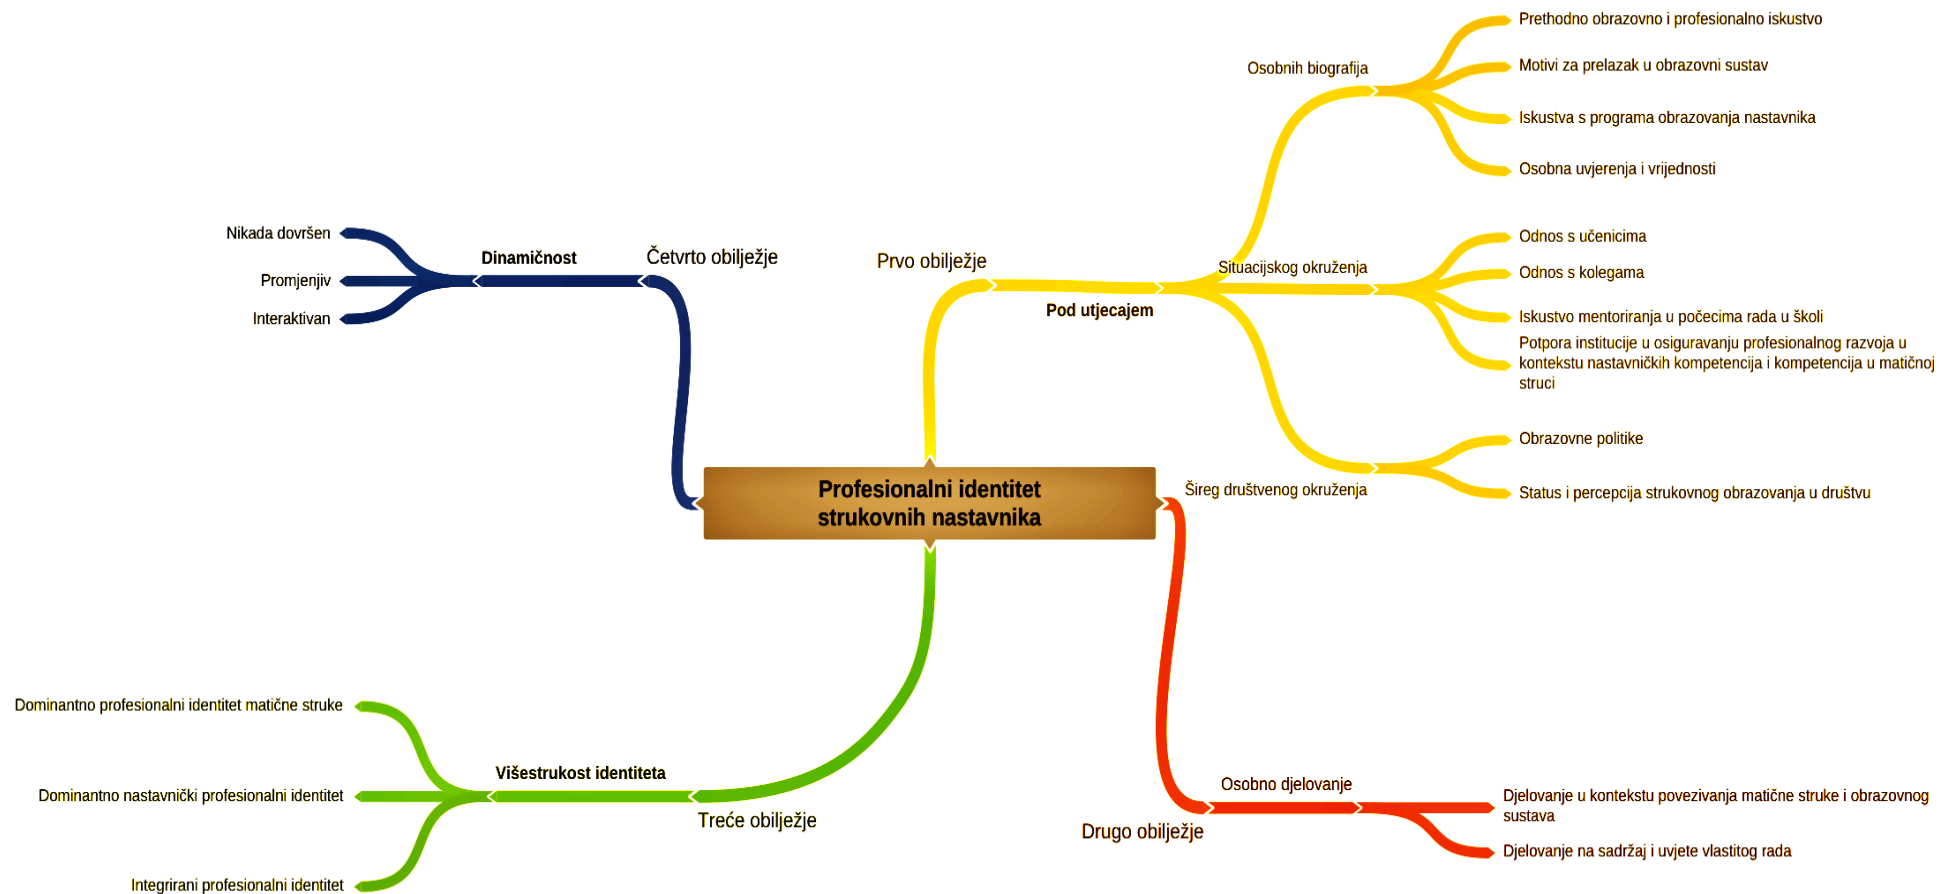 Profesionalni identitet
strukovnih nastavnika
Prvo obilježje
Pod utjecajem
Osobnih biografija
Prethodno obrazovno i profesionalno iskustvo
Motivi za prelazak u obrazovni sustav
Iskustva s programa obrazovanja nastavnika
Osobna uvjerenja i vrijednosti
Situacijskog okruženja
Odnos s učenicima
Odnos s kolegama
Iskustvo mentoriranja u počecima rada u školi
Potpora institucije u osiguravanju profesionalnog razvoja u
kontekstu nastavničkih kompetencija i kompetencija u matičnoj
struci
Šireg društvenog okruženja
Obrazovne politike
Status i percepcija strukovnog obrazovanja u društvu
Drugo obilježje
Osobno djelovanje
Djelovanje u kontekstu povezivanja matične struke i obrazovnog
sustava
Djelovanje na sadržaj i uvjete vlastitog rada
Treće obilježje
Višestrukost identiteta
Dominantno profesionalni identitet matične struke
Dominantno nastavnički profesionalni identitet
Integrirani profesionalni identitet
Četvrto obilježje
Dinamičnost
Nikada dovršen
Promjenjiv
Interaktivan